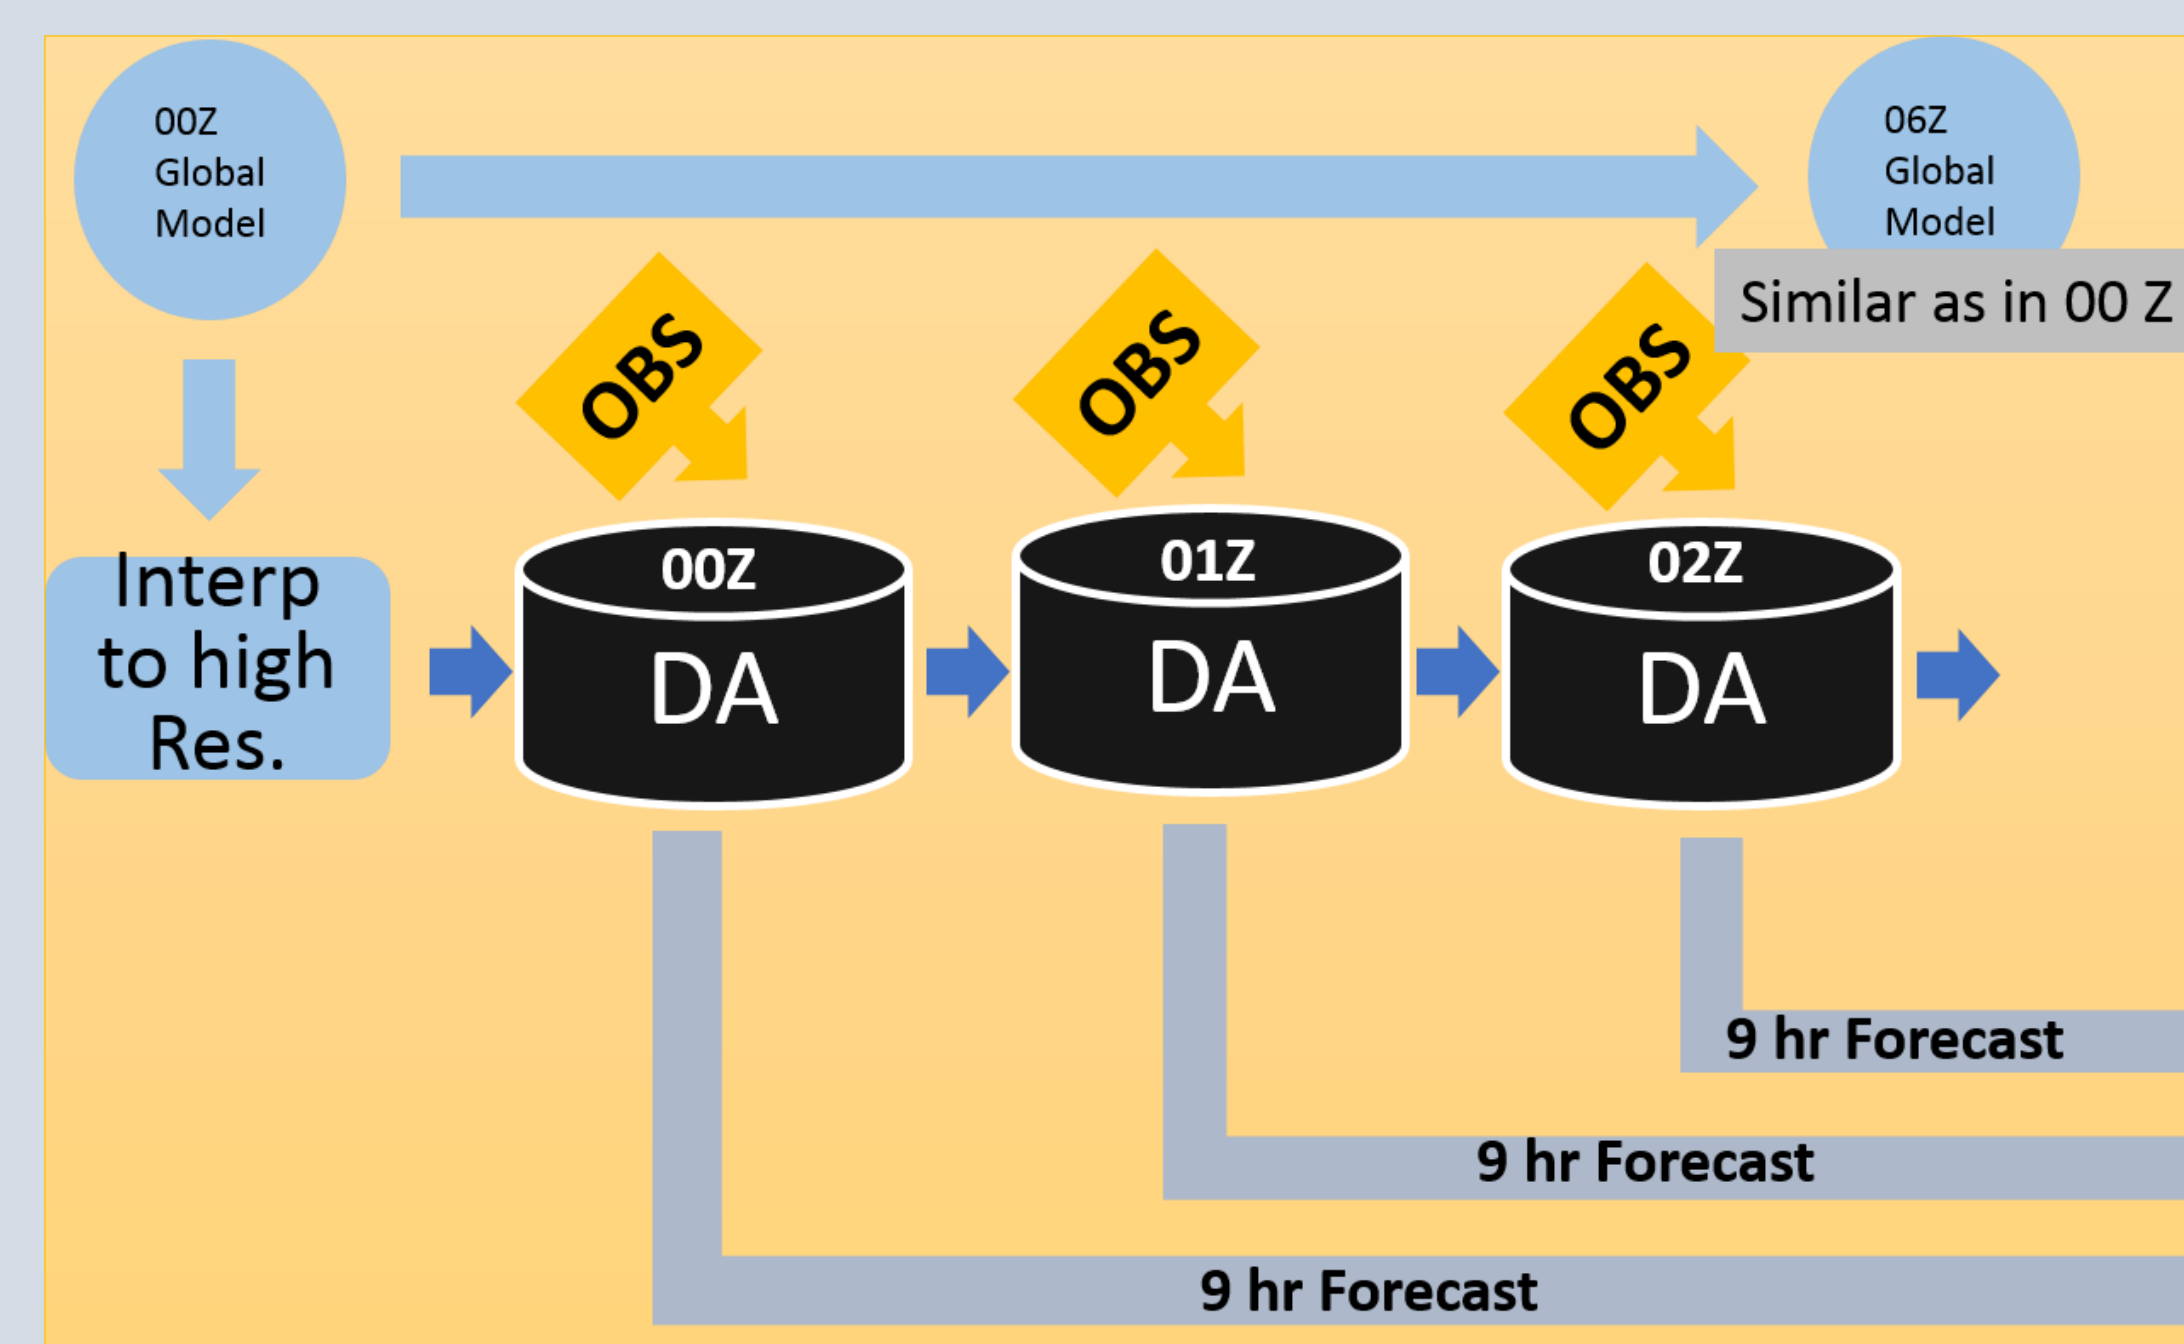 00Z
Global
Model
06Z
Global
Model
Similar as in 00 Z
OBS
OBS
OBS
Interp
to high
Res.
00Z
DA
01Z
DA
02Z
DA
9 hr Forecast
9 hr Forecast
9 hr Forecast